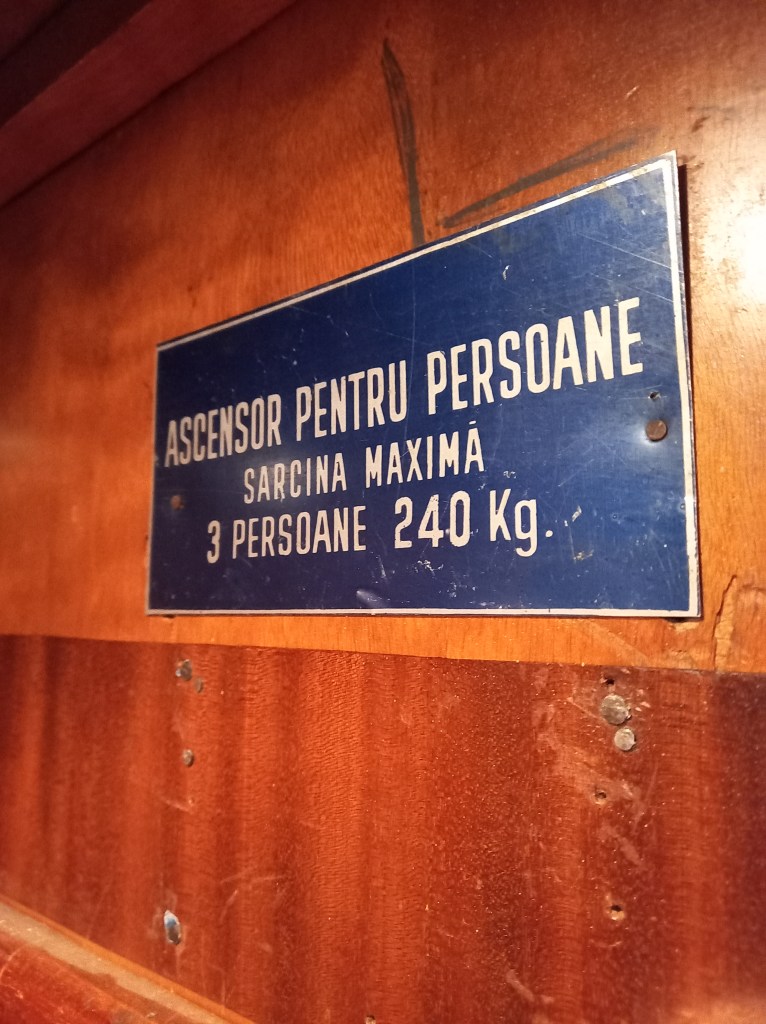 ASCENSOR PENTRU PERSOANE
SARCINA MAXIMĂ
3 PERSOANE 240 Kg.